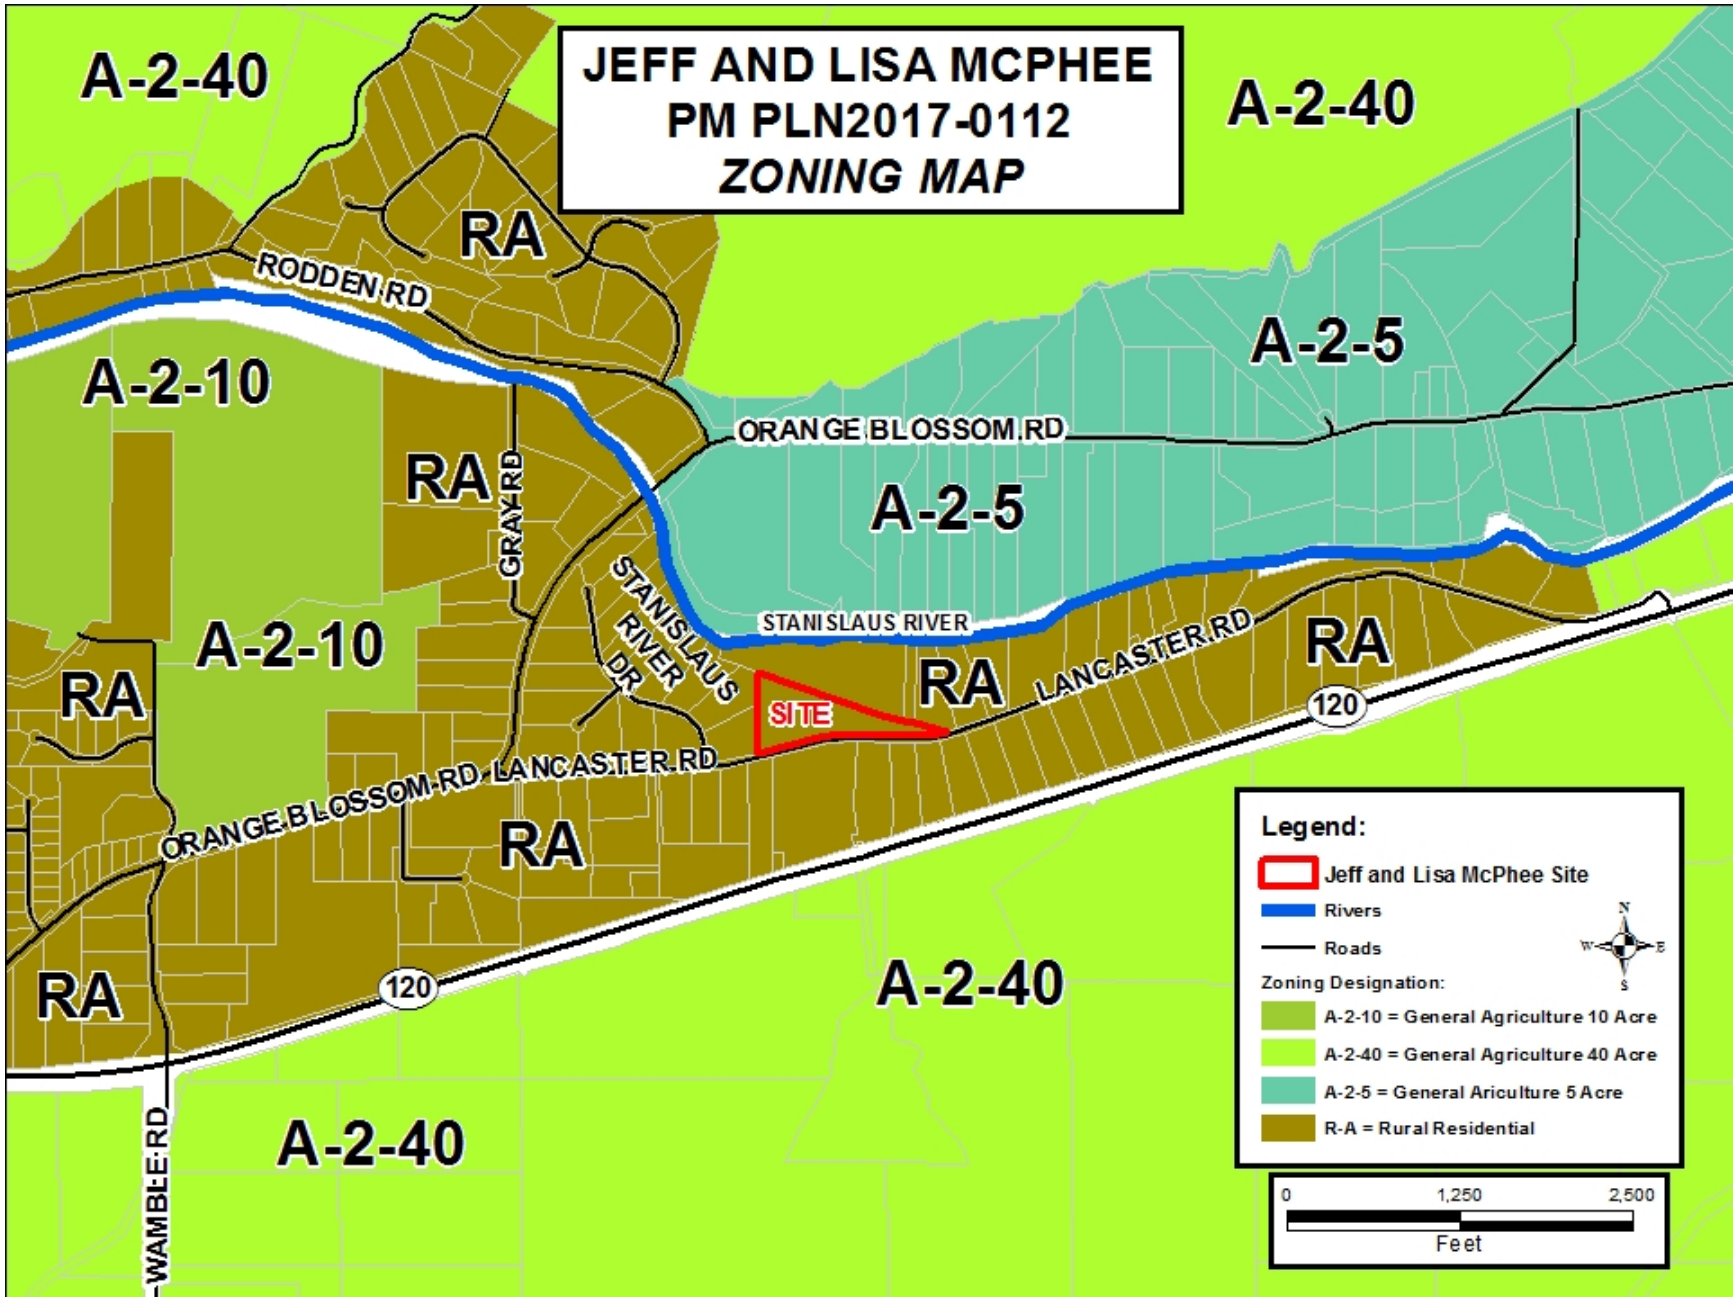 JEFF AND LISA MCPHEE
PM PLN2017-0112
ZONING MAP
A-2-40
A-2-40
RA
RODDEN RD
A-2-5
A-2-10
ORANGE BLOSSOM RD
RA
GRAY RD
A-2-5
STANISLAUS
RIVER
DR
STANISLAUS RIVER
A-2-10
RA
RA
LANCASTER RD
RA
SITE
120
ORANGE BLOSSOM RD
LANCASTER RD
RA
RA
120
A-2-40
A-2-40
WAMBLE RD
Legend:
Jeff and Lisa McPhee Site
Rivers
Roads
N
W
E
S
Zoning Designation:
A-2-10 = General Agriculture 10 Acre
A-2-40 = General Agriculture 40 Acre
A-2-5 = General Ariculture 5 Acre
R-A = Rural Residential
0 1,250 2,500
Feet